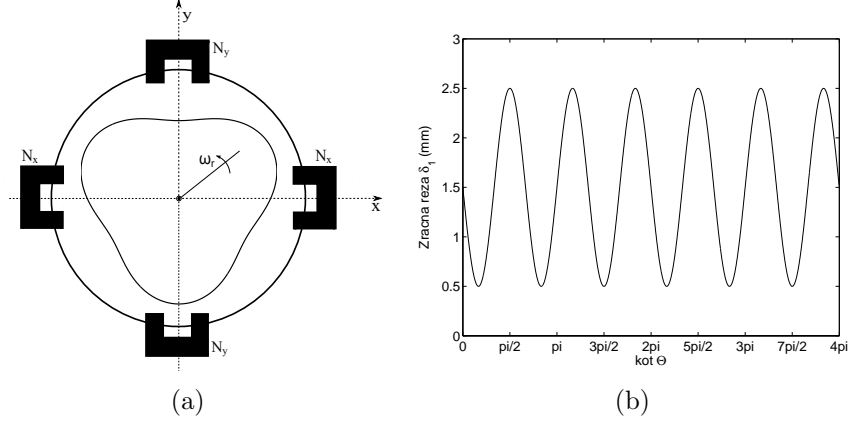 y
N_y
N_x
N_x
ω_r
x
N_y
(a)
3
2.5
2
1.5
1
0.5
0
Zracna reza δ_1 (mm)
0 pi/2 pi 3pi/2 2pi 5pi/2 3pi 7pi/2 4pi
kot Θ
(b)